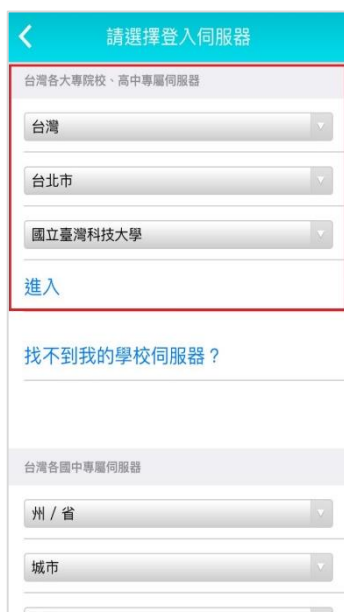 請選擇登入伺服器
台灣各大專院校、高中專屬伺服器
台灣
台北市
國立臺灣科技大學
進入
找不到我的學校伺服器？
台灣各國中專屬伺服器
州 / 省
城市